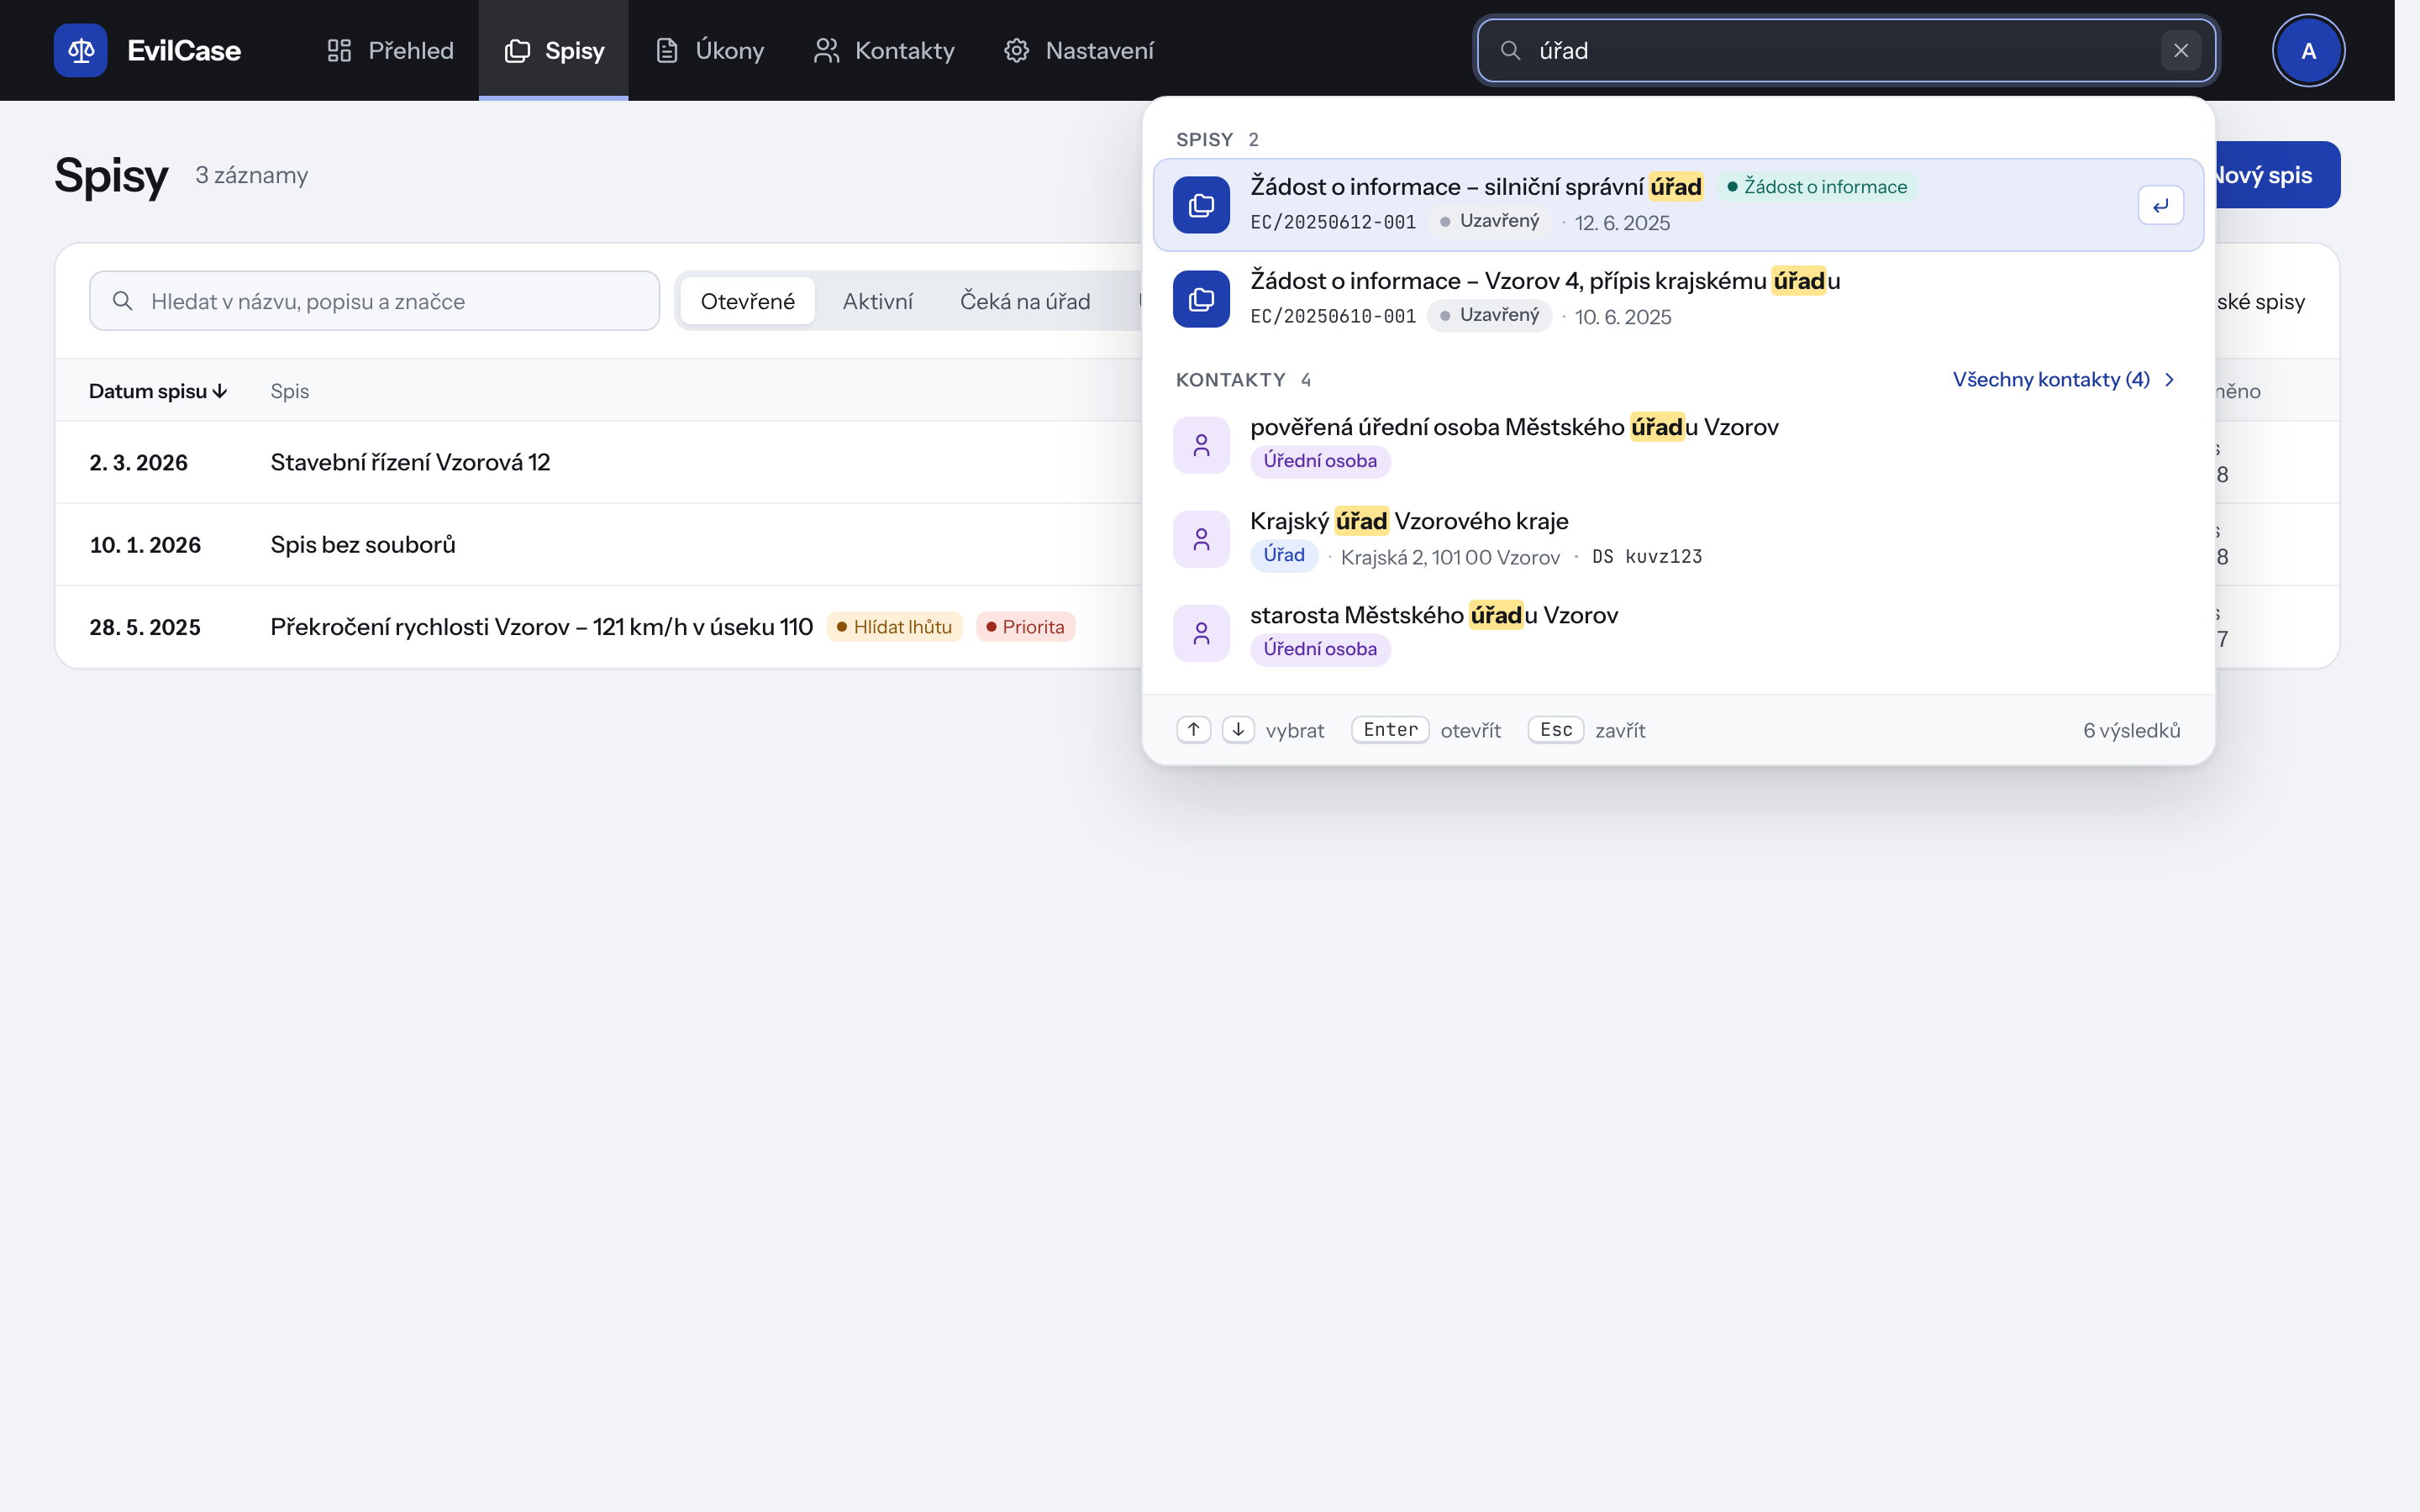 EvilCase
Přehled
Spisy
Úkony
Kontakty
Nastavení
úřad
A
Spisy 3 záznamy
Nový spis
Hledat v názvu, popisu a značce
Otevřené
Aktivní
Čeká na úřad
ské spisy
Datum spisu
Spis
něno
2. 3. 2026
Stavební řízení Vzorová 12
8
10. 1. 2026
Spis bez souborů
8
28. 5. 2025
Překročení rychlosti Vzorov – 121 km/h v úseku 110
Hlídat lhůtu
Priorita
7
SPISY 2
Žádost o informace – silniční správní úřad
Žádost o informace
EC/20250612-001 Uzavřený · 12. 6. 2025
Žádost o informace – Vzorov 4, přípis krajskému úřadu
EC/20250610-001 Uzavřený · 10. 6. 2025
KONTAKTY 4
Všechny kontakty (4)
pověřená úřední osoba Městského úřadu Vzorov
Úřední osoba
Krajský úřad Vzorového kraje
Úřad · Krajská 2, 101 00 Vzorov · DS kuvz123
starosta Městského úřadu Vzorov
Úřední osoba
↑ ↓ vybrat Enter otevřít Esc zavřít
6 výsledků